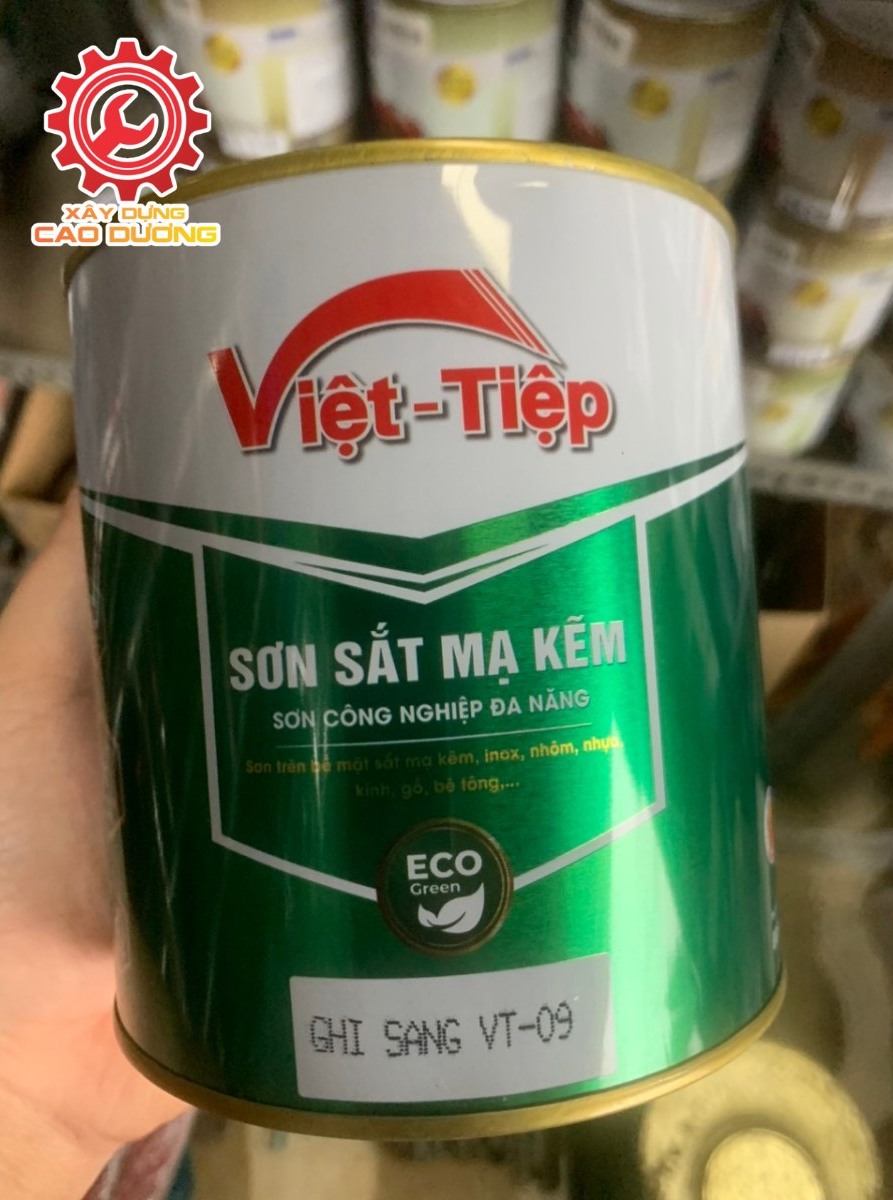 XÂY DỰNG
CAO DƯƠNG
Việt-Tiệp
SƠN SẮT MẠ KẼM
SƠN CÔNG NGHIỆP ĐA NĂNG
Sơn trên bề mặt sắt mạ kẽm, inox, nhôm, nhựa,
kính, gỗ, bê tông,...
ECO
Green
GHI SANG VT-09